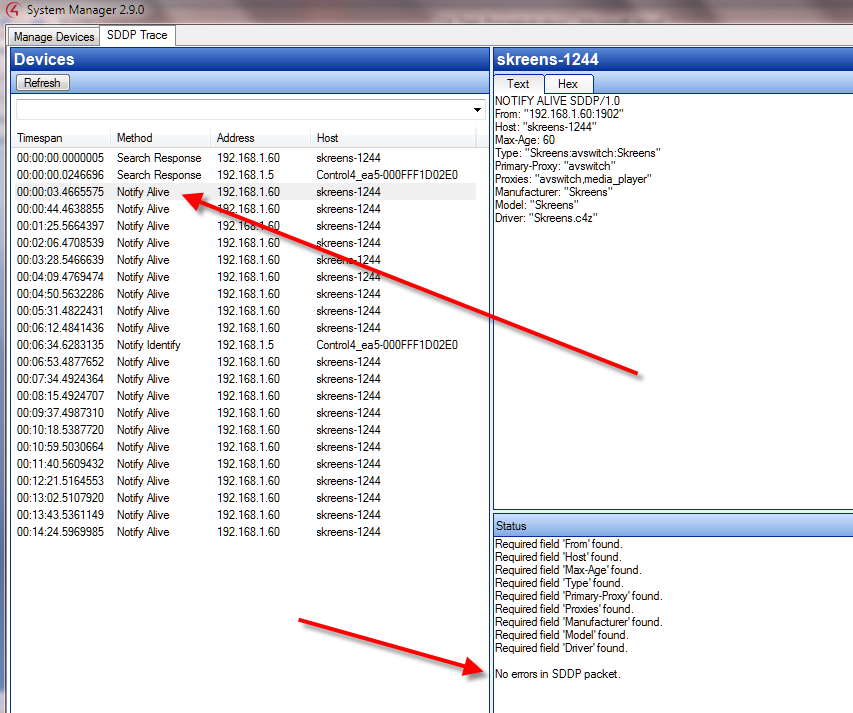 System Manager 2.9.0
Manage Devices SDDP Trace
Devices
Refresh
Timespan Method Address Host
00:00:00.0000005 Search Response 192.168.1.60 skreens-1244
00:00:00.0246696 Search Response 192.168.1.5 Control4_ea5-000FFF1D02E0
00:00:03.4665575 Notify Alive 192.168.1.60 skreens-1244
00:00:44.4638855 Notify Alive 192.168.1.60 skreens-1244
00:01:25.5664397 Notify Alive 192.168.1.60 skreens-1244
00:02:06.4708539 Notify Alive 192.168.1.60 skreens-1244
00:03:28.5466639 Notify Alive 192.168.1.60 skreens-1244
00:04:09.4769474 Notify Alive 192.168.1.60 skreens-1244
00:04:50.5632286 Notify Alive 192.168.1.60 skreens-1244
00:05:31.4822431 Notify Alive 192.168.1.60 skreens-1244
00:06:12.4841436 Notify Alive 192.168.1.60 skreens-1244
00:06:34.6283135 Notify Identify 192.168.1.5 Control4_ea5-000FFF1D02E0
00:06:53.4877652 Notify Alive 192.168.1.60 skreens-1244
00:07:34.4924364 Notify Alive 192.168.1.60 skreens-1244
00:08:15.4924707 Notify Alive 192.168.1.60 skreens-1244
00:09:37.4987310 Notify Alive 192.168.1.60 skreens-1244
00:10:18.5387720 Notify Alive 192.168.1.60 skreens-1244
00:10:59.5030664 Notify Alive 192.168.1.60 skreens-1244
00:11:40.5609432 Notify Alive 192.168.1.60 skreens-1244
00:12:21.5164553 Notify Alive 192.168.1.60 skreens-1244
00:13:02.5107920 Notify Alive 192.168.1.60 skreens-1244
00:13:43.5361149 Notify Alive 192.168.1.60 skreens-1244
00:14:24.5969985 Notify Alive 192.168.1.60 skreens-1244
skreens-1244
Text Hex
NOTIFY ALIVE SDDP/1.0
From: "192.168.1.60:1902"
Host: "skreens-1244"
Max-Age: 60
Type: "Skreens:avswitch:Skreens"
Primary-Proxy: "avswitch"
Proxies: "avswitch,media_player"
Manufacturer: "Skreens"
Model: "Skreens"
Driver: "Skreens.c4z"
Status
Required field 'From' found.
Required field 'Host' found.
Required field 'Max-Age' found.
Required field 'Type' found.
Required field 'Primary-Proxy' found.
Required field 'Proxies' found.
Required field 'Manufacturer' found.
Required field 'Model' found.
Required field 'Driver' found.
No errors in SDDP packet.